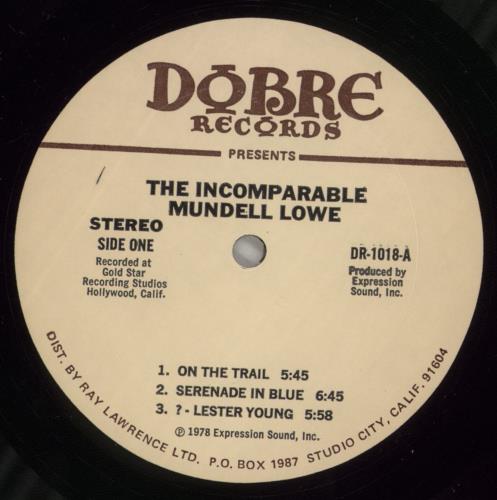 DOBRE
RECORDS
PRESENTS
THE INCOMPARABLE
MUNDELL LOWE
STEREO
SIDE ONE
Recorded at
Gold Star
Recording Studios
Hollywood, Calif.
DR-1018-A
Produced by
Expression
Sound, Inc.
1. ON THE TRAIL 5:45
2. SERENADE IN BLUE 6:45
3. ? - LESTER YOUNG 5:58
℗ 1978 Expression Sound, Inc.
DIST. BY RAY LAWRENCE LTD. P.O. BOX 1987 STUDIO CITY, CALIF. 91604